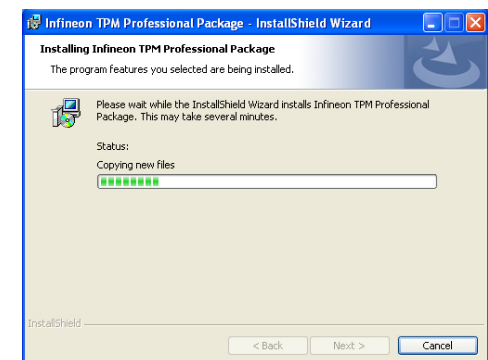 Infineon TPM Professional Package - InstallShield Wizard
Installing Infineon TPM Professional Package
The program features you selected are being installed.
Please wait while the InstallShield Wizard installs Infineon TPM Professional
Package. This may take several minutes.
Status:
Copying new files
InstallShield
< Back Next > Cancel